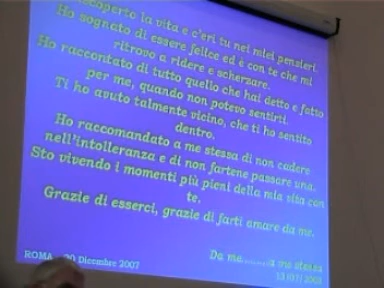 scoperto la vita e c'eri tu nei miei pensieri.
Ho sognato di essere felice ed è con te che mi
ritrovo a ridere e scherzare.
Ho raccontato di tutto quello che hai detto e fatto
per me, quando non potevo sentirti.
Ti ho avuto talmente vicino, che ti ho sentito
dentro.
Ho raccomandato a me stessa di non cadere
nell'intolleranza e di non fartene passare una.
Sto vivendo i momenti più pieni della mia vita con
te.
Grazie di esserci, grazie di farti amare da me.
Da me.........a me stessa
ROMA 20 Dicembre 2007